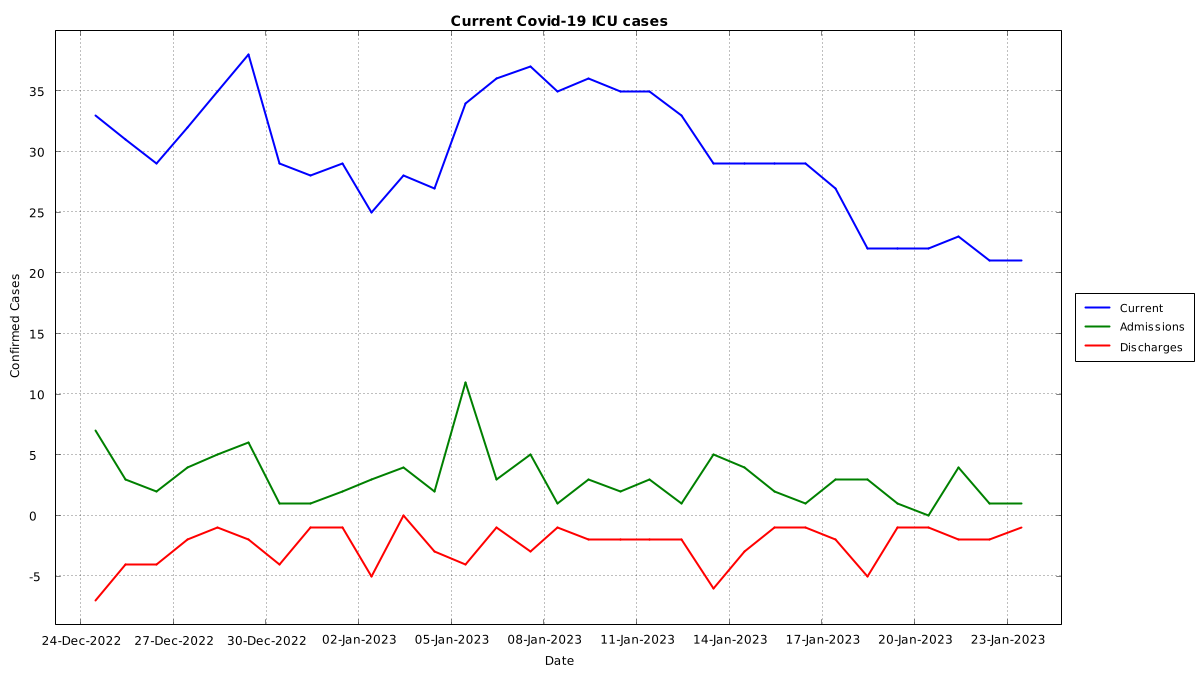 Current Covid-19 ICU cases
Confirmed Cases
35
30
25
20
15
10
5
0
-5
24-Dec-2022 27-Dec-2022 30-Dec-2022 02-Jan-2023 05-Jan-2023 08-Jan-2023 11-Jan-2023 14-Jan-2023 17-Jan-2023 20-Jan-2023 23-Jan-2023
Date
Current
Admissions
Discharges